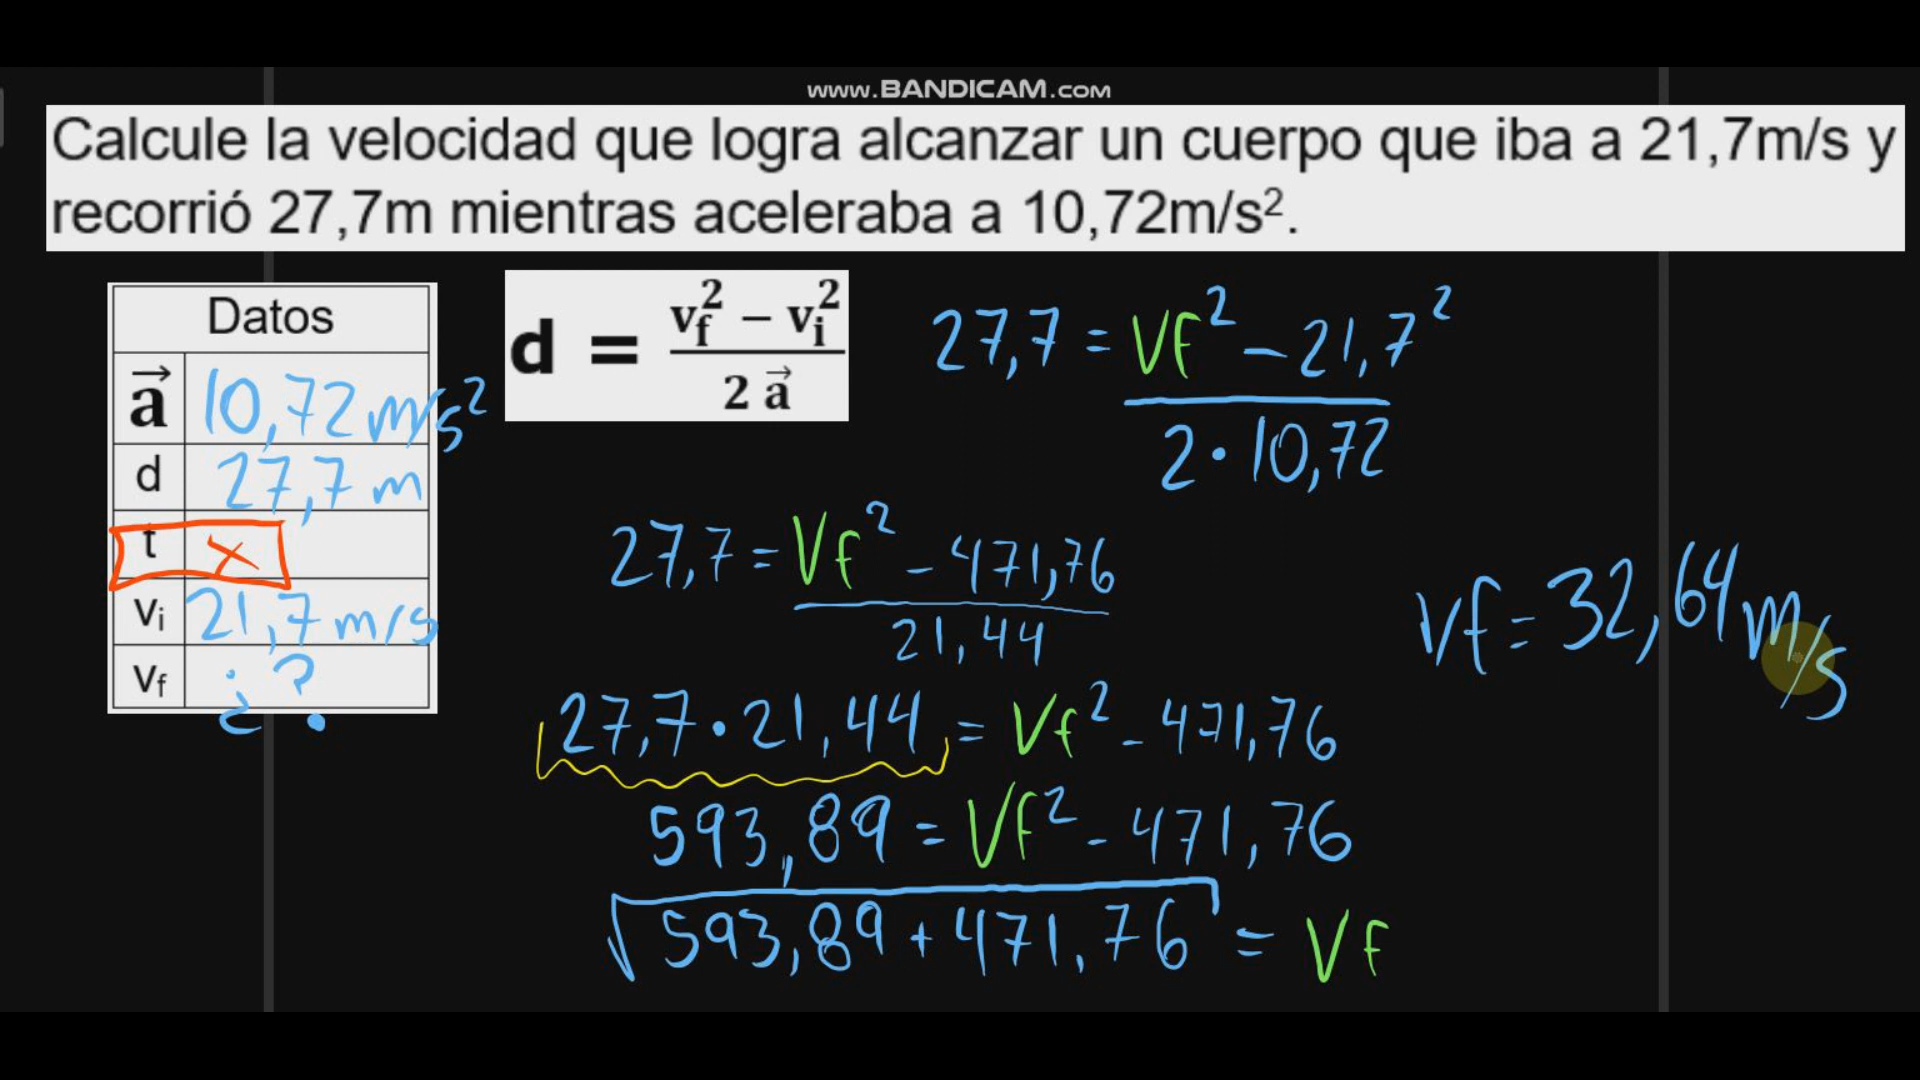 www.BANDICAM.com
Calcule la velocidad que logra alcanzar un cuerpo que iba a 21,7m/s y
recorrió 27,7m mientras aceleraba a 10,72m/s².
Datos
a⃗ 10,72 m/s²
d 27,7 m
t X
Vi 21,7 m/s
Vf ¿?
d = (vf² − vi²) / 2 a⃗
27,7 = Vf² − 21,7² / 2 · 10,72
27,7 = Vf² − 471,76 / 21,44
27,7 · 21,44 = Vf² - 471,76
593,89 = Vf² - 471,76
√593,89 + 471,76 = Vf
Vf = 32,64 m/s